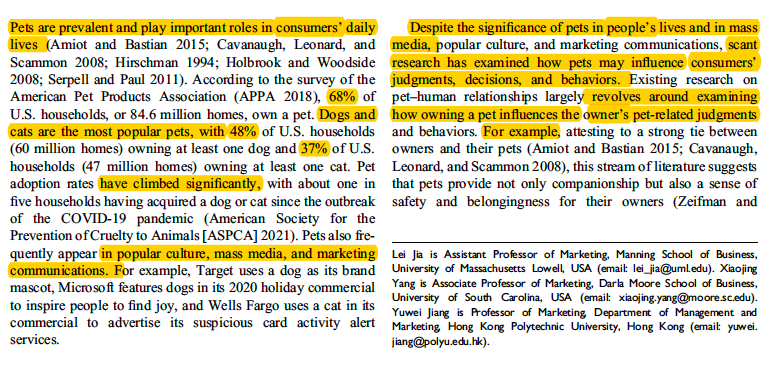 Pets are prevalent and play important roles in consumers' daily
lives (Amiot and Bastian 2015; Cavanaugh, Leonard, and
Scammon 2008; Hirschman 1994; Holbrook and Woodside
2008; Serpell and Paul 2011). According to the survey of the
American Pet Products Association (APPA 2018), 68% of
U.S. households, or 84.6 million homes, own a pet. Dogs and
cats are the most popular pets, with 48% of U.S. households
(60 million homes) owning at least one dog and 37% of U.S.
households (47 million homes) owning at least one cat. Pet
adoption rates have climbed significantly, with about one in
five households having acquired a dog or cat since the outbreak
of the COVID-19 pandemic (American Society for the
Prevention of Cruelty to Animals [ASPCA] 2021). Pets also fre-
quently appear in popular culture, mass media, and marketing
communications. For example, Target uses a dog as its brand
mascot, Microsoft features dogs in its 2020 holiday commercial
to inspire people to find joy, and Wells Fargo uses a cat in its
commercial to advertise its suspicious card activity alert
services.
Despite the significance of pets in people's lives and in mass
media, popular culture, and marketing communications, scant
research has examined how pets may influence consumers'
judgments, decisions, and behaviors. Existing research on
pet–human relationships largely revolves around examining
how owning a pet influences the owner's pet-related judgments
and behaviors. For example, attesting to a strong tie between
owners and their pets (Amiot and Bastian 2015; Cavanaugh,
Leonard, and Scammon 2008), this stream of literature suggests
that pets provide not only companionship but also a sense of
safety and belongingness for their owners (Zeifman and
Lei Jia is Assistant Professor of Marketing, Manning School of Business,
University of Massachusetts Lowell, USA (email: lei_jia@uml.edu). Xiaojing
Yang is Associate Professor of Marketing, Darla Moore School of Business,
University of South Carolina, USA (email: xiaojing.yang@moore.sc.edu).
Yuwei Jiang is Professor of Marketing, Department of Management and
Marketing, Hong Kong Polytechnic University, Hong Kong (email: yuwei.
jiang@polyu.edu.hk).